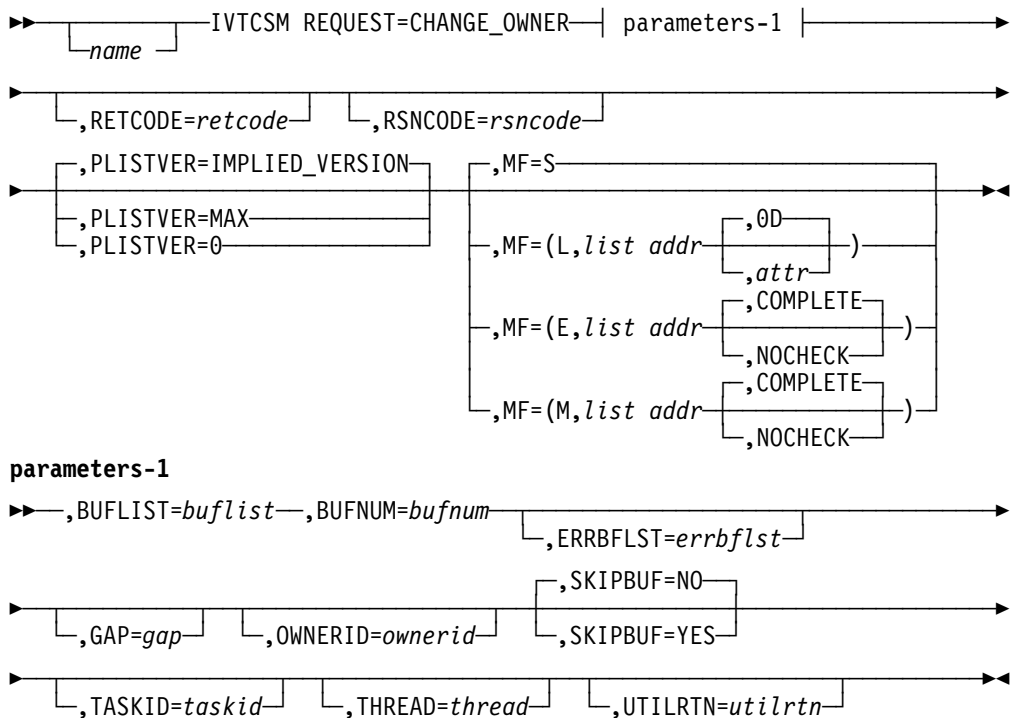 IVTCSM REQUEST=CHANGE_OWNER parameters-1
name
,RETCODE=retcode ,RSNCODE=rsncode
,PLISTVER=IMPLIED_VERSION ,MF=S
,PLISTVER=MAX
,PLISTVER=0
,0D
,MF=(L,list addr )
,attr
,COMPLETE
,MF=(E,list addr )
,NOCHECK
,COMPLETE
,MF=(M,list addr )
,NOCHECK
parameters-1
,BUFLIST=buflist ,BUFNUM=bufnum
,ERRBFLST=errbflst
,SKIPBUF=NO
,GAP=gap ,OWNERID=ownerid ,SKIPBUF=YES
,TASKID=taskid ,THREAD=thread ,UTILRTN=utilrtn